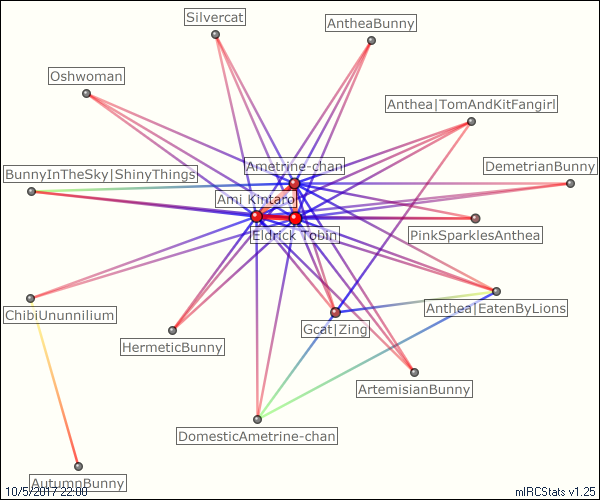 Silvercat
AntheaBunny
Oshwoman
Anthea|TomAndKitFangirl
Ametrine-chan
DemetrianBunny
BunnyInTheSky|ShinyThings
Ami Kintaro
Eldrick Tobin
PinkSparklesAnthea
ChibiUnunnilium
Anthea|EatenByLions
Gcat|Zing
HermeticBunny
ArtemisianBunny
DomesticAmetrine-chan
AutumnBunny
10/5/2017 22:00
mIRCStats v1.25